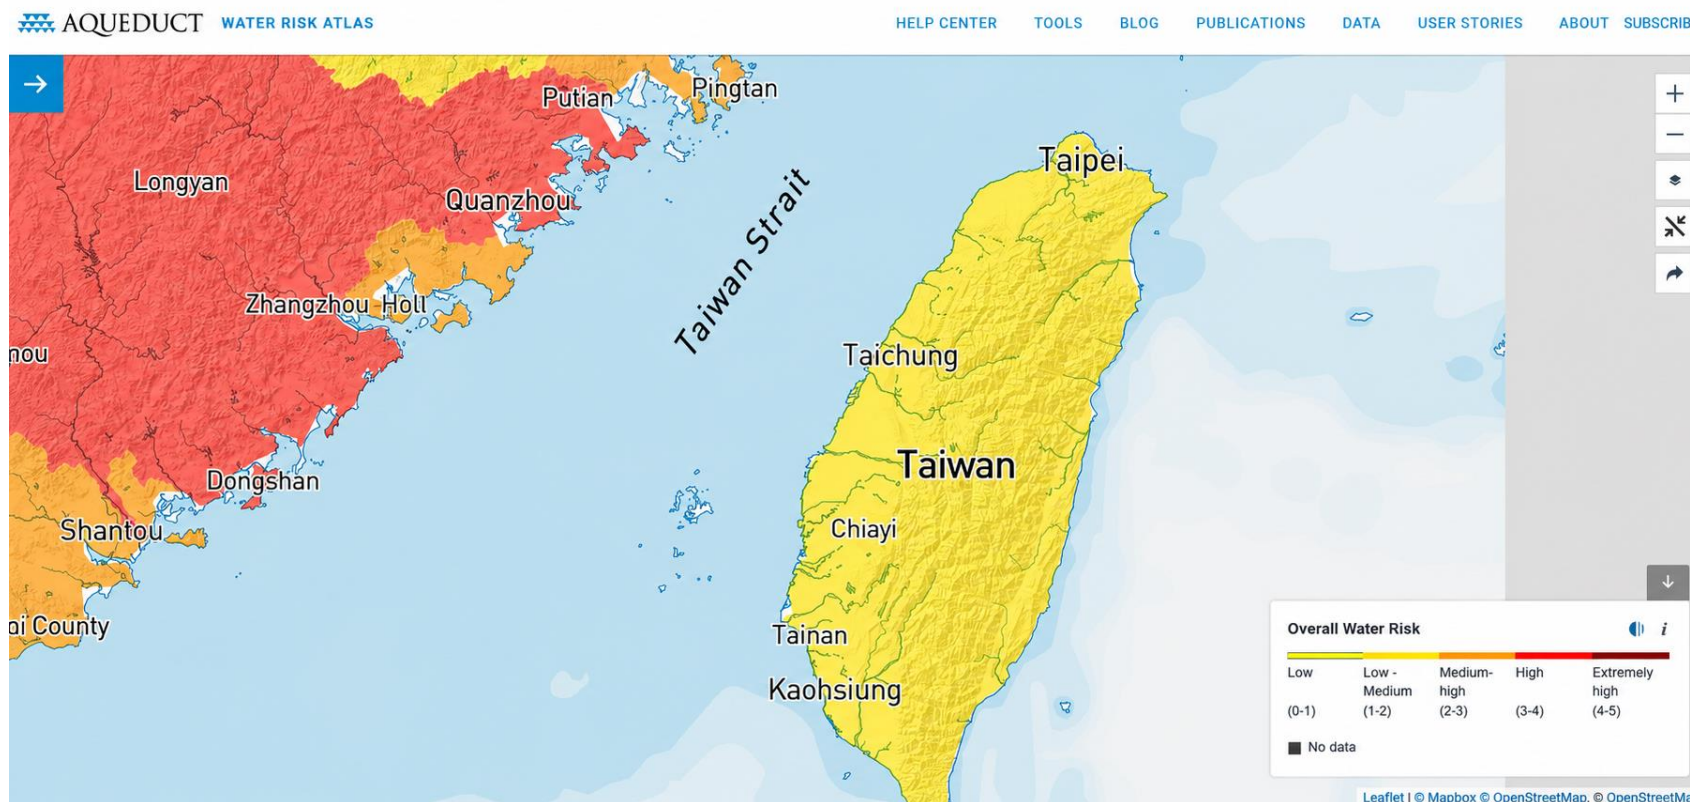 AQUEDUCT WATER RISK ATLAS
HELP CENTER TOOLS BLOG PUBLICATIONS DATA USER STORIES ABOUT SUBSCRIB
Putian
Pingtan
Taipei
Longyan
Quanzhou
Taiwan Strait
Zhangzhou Holl
mou
Taichung
Taiwan
Dongshan
Shantou
Chiayi
ai County
Tainan
Kaohsiung
Overall Water Risk i
Low
Low - Medium
Medium-high
High
Extremely high
(0-1)
(1-2)
(2-3)
(3-4)
(4-5)
No data
Leaflet | © Mapbox © OpenStreetMap, © OpenStreetMa